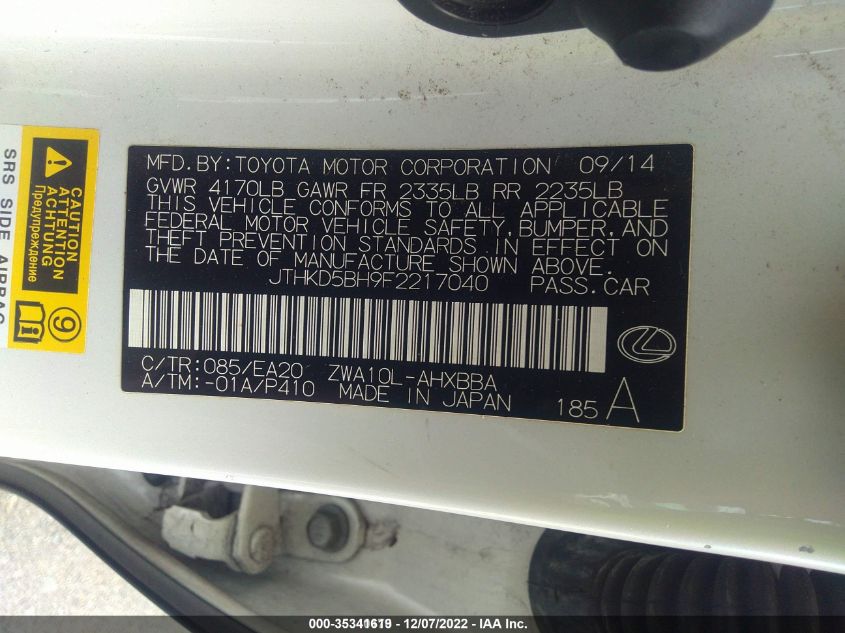 MFD.BY:TOYOTA MOTOR CORPORATION 09/14
GVWR 4170LB GAWR FR 2335LB RR 2235LB
THIS VEHICLE CONFORMS TO ALL APPLICABLE
FEDERAL MOTOR VEHICLE SAFETY,BUMPER,AND
THEFT PREVENTION STANDARDS IN EFFECT ON
THE DATE OF MANUFACTURE SHOWN ABOVE.
JTHKD5BH9F2217040 PASS.CAR
C/TR:085/EA20 ZWA10L-AHXBBA
A/TM:-01A/P410 MADE IN JAPAN
185 A
CAUTION
ATTENTION
ACHTUNG
Предупреждение
9
SRS SIDE AIRBAG
000-35341619 - 12/07/2022 - IAA Inc.